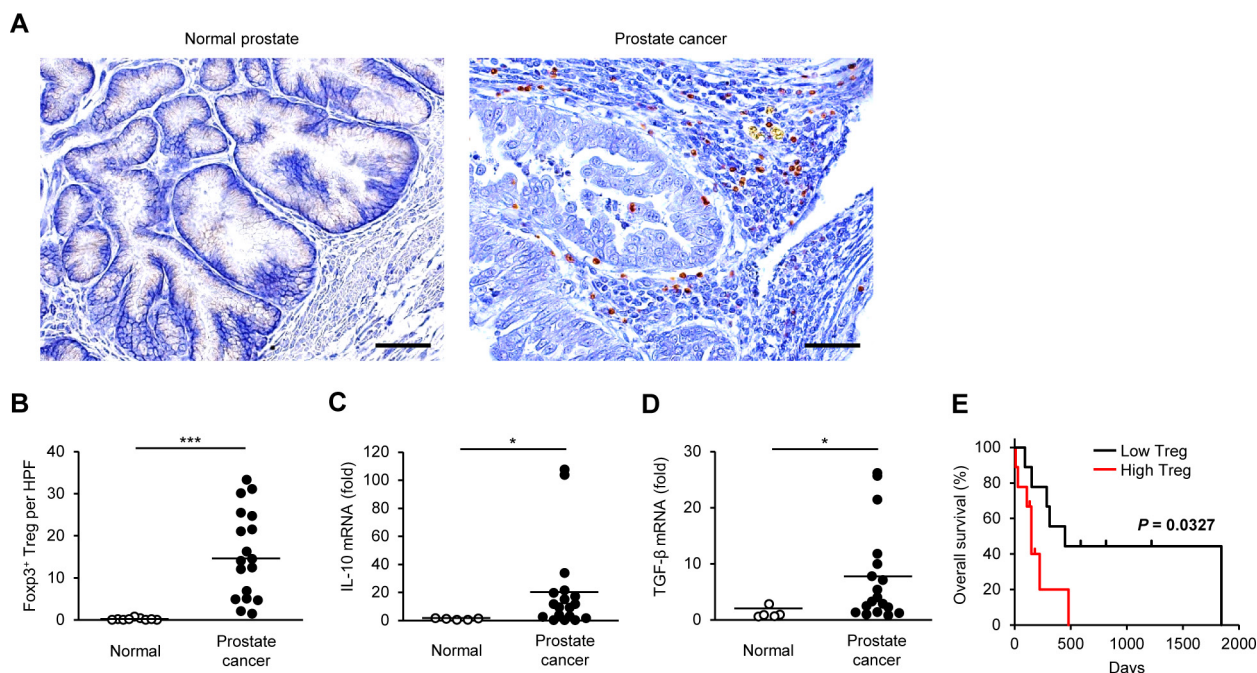 A
Normal prostate
Prostate cancer
B
***
Foxp3+ Treg per HPF
40
30
20
10
0
Normal
Prostate
cancer
C
*
IL-10 mRNA (fold)
120
100
80
60
40
20
0
Normal
Prostate
cancer
D
*
TGF-β mRNA (fold)
30
20
10
0
Normal
Prostate
cancer
E
Overall survival (%)
100
80
60
40
20
0
Low Treg
High Treg
P = 0.0327
0 500 1000 1500 2000
Days